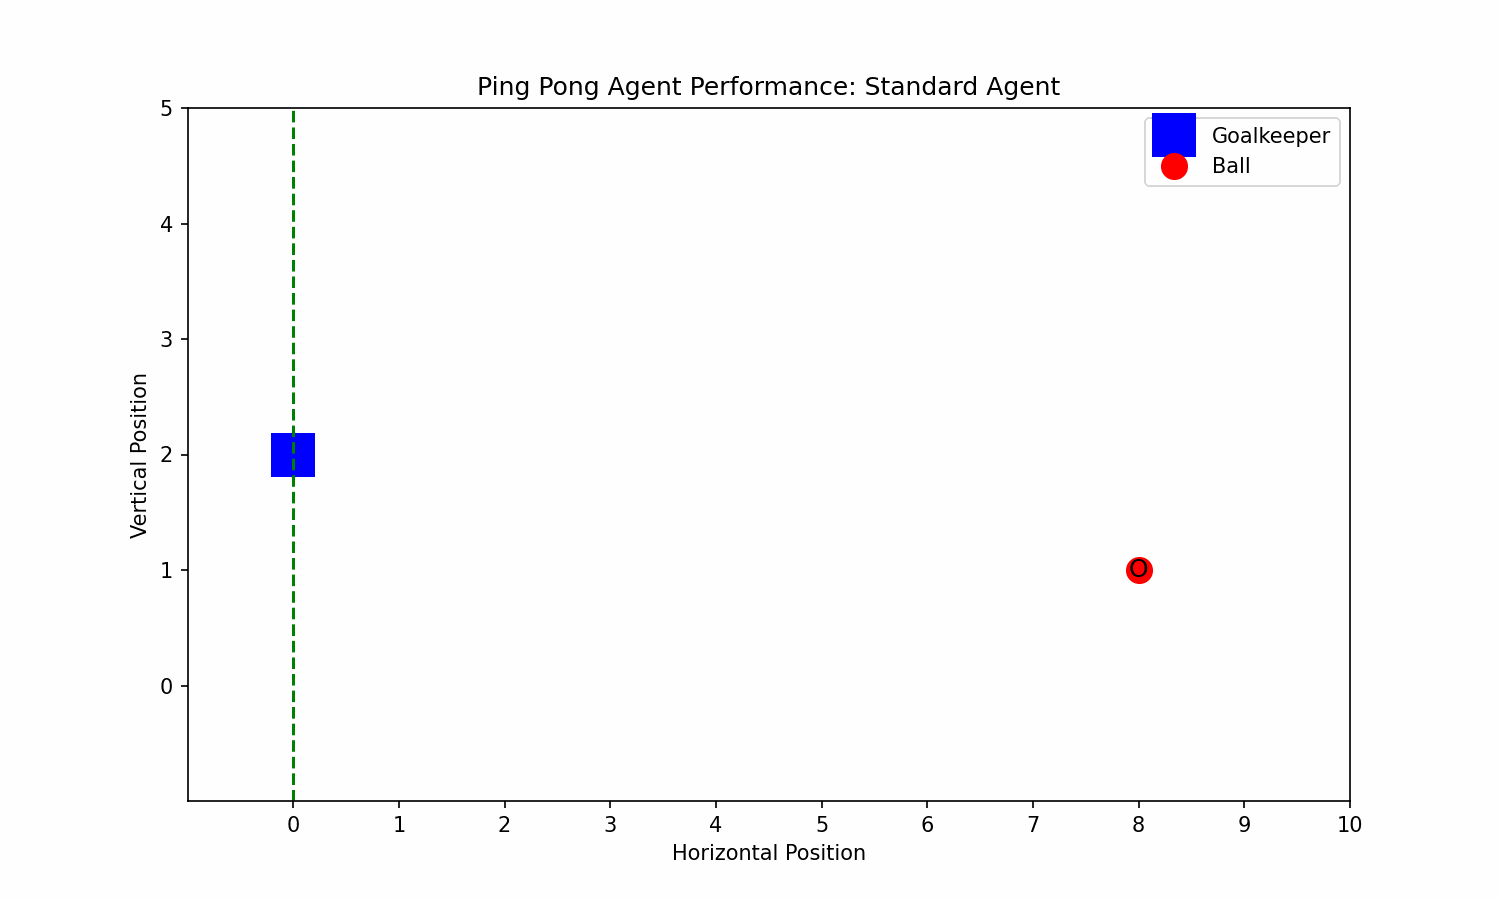 Ping Pong Agent Performance: Standard Agent
Goalkeeper
Ball
5
4
3
2
1
0
Vertical Position
O
0 1 2 3 4 5 6 7 8 9 10
Horizontal Position